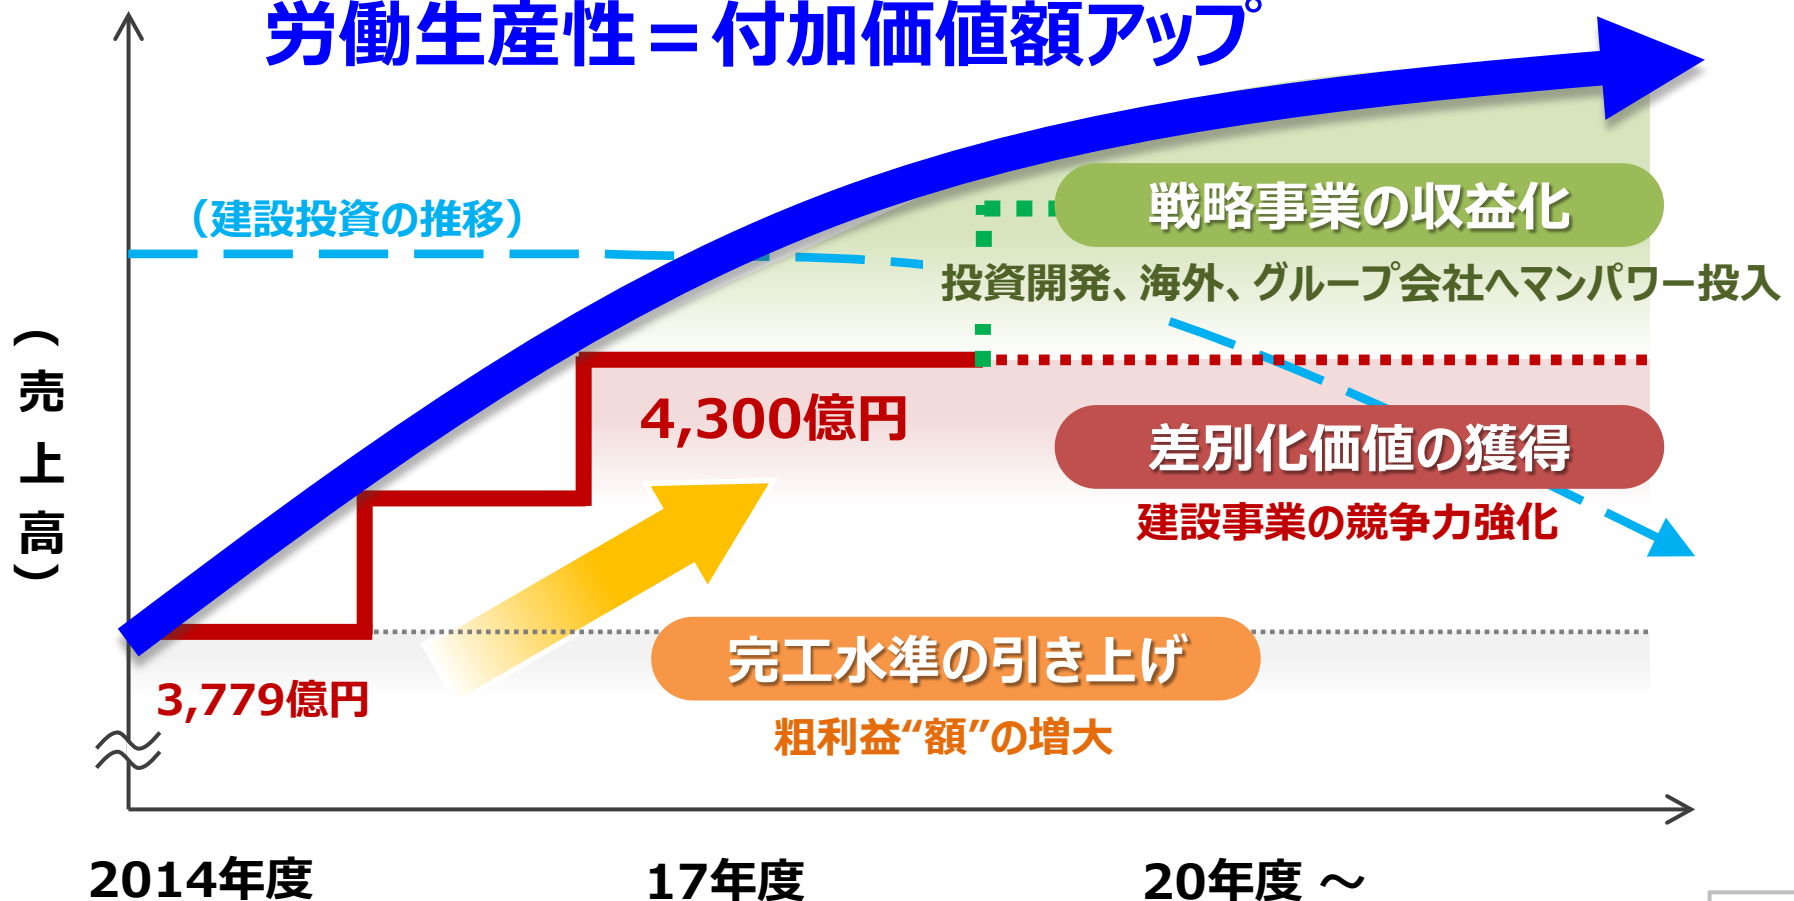 労働生産性＝付加価値額アップ
（建設投資の推移）
戦略事業の収益化
投資開発、海外、グループ会社へマンパワー投入
（売上高）
4,300億円
差別化価値の獲得
建設事業の競争力強化
完工水準の引き上げ
3,779億円
粗利益“額”の増大
2014年度
17年度
20年度 ～